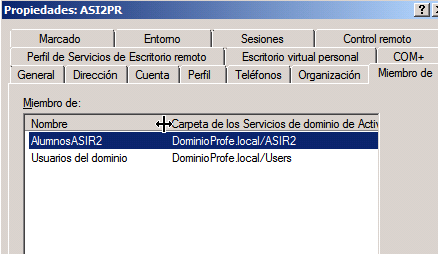 Propiedades: ASI2PR
Marcado Entorno Sesiones Control remoto
Perfil de Servicios de Escritorio remoto Escritorio virtual personal COM+
General Dirección Cuenta Perfil Teléfonos Organización Miembro de
Miembro de:
Nombre Carpeta de los Servicios de dominio de Activ
AlumnosASIR2 DominioProfe.local/ASIR2
Usuarios del dominio DominioProfe.local/Users